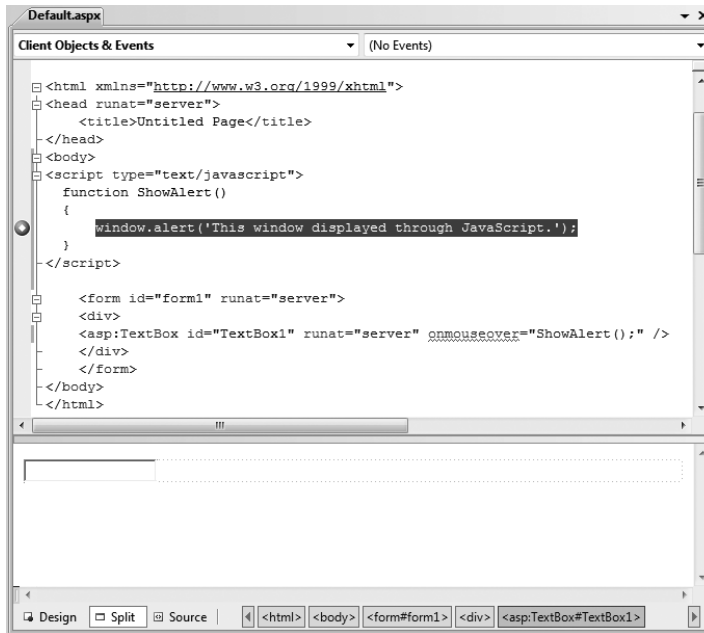 Default.aspx
Client Objects & Events
(No Events)
<html xmlns="http://www.w3.org/1999/xhtml">
<head runat="server">
<title>Untitled Page</title>
</head>
<body>
<script type="text/javascript">
function ShowAlert()
{
window.alert('This window displayed through JavaScript.');
}
</script>
<form id="form1" runat="server">
<div>
<asp:TextBox id="TextBox1" runat="server" onmouseover="ShowAlert();" />
</div>
</form>
</body>
</html>
Design Split Source <html> <body> <form#form1> <div> <asp:TextBox#TextBox1>